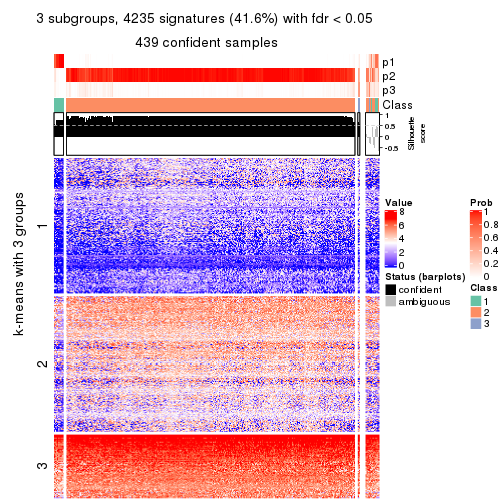 3 subgroups, 4235 signatures (41.6%) with fdr < 0.05
439 confident samples
p1
p2
p3
Class
1
0.5
0
-0.5
Silhouette
score
k-means with 3 groups
1
2
3
Value
8
6
4
2
0
Status (barplots)
confident
ambiguous
Prob
1
0.8
0.6
0.4
0.2
0
Class
1
2
3